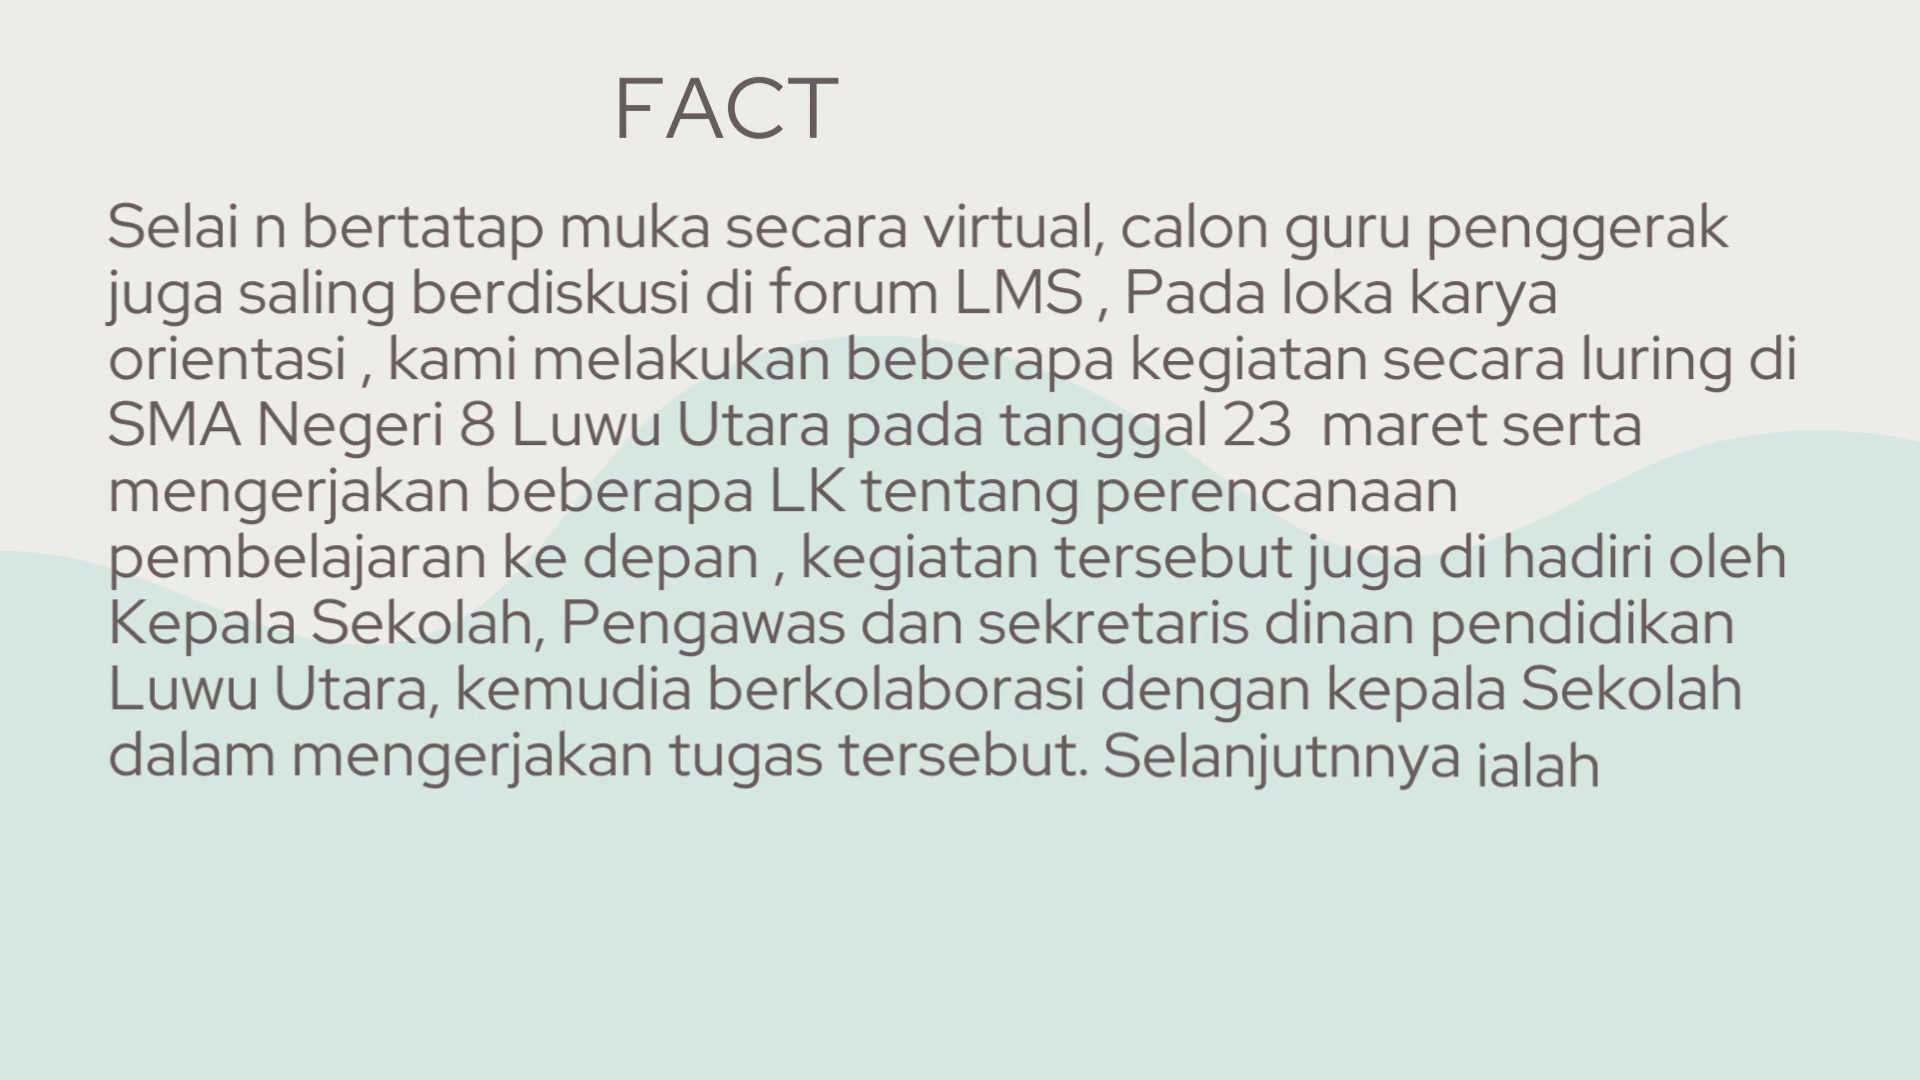 FACT
Selai n bertatap muka secara virtual, calon guru penggerak
juga saling berdiskusi di forum LMS , Pada loka karya
orientasi , kami melakukan beberapa kegiatan secara luring di
SMA Negeri 8 Luwu Utara pada tanggal 23  maret serta
mengerjakan beberapa LK tentang perencanaan
pembelajaran ke depan , kegiatan tersebut juga di hadiri oleh
Kepala Sekolah, Pengawas dan sekretaris dinan pendidikan
Luwu Utara, kemudia berkolaborasi dengan kepala Sekolah
dalam mengerjakan tugas tersebut. Selanjutnnya ialah